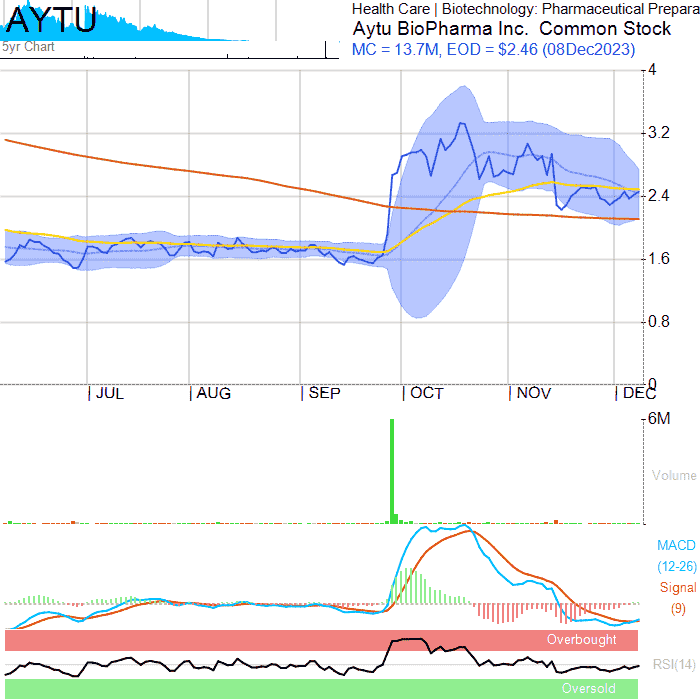 AYTU
5yr Chart
Health Care | Biotechnology: Pharmaceutical Prepara
Aytu BioPharma Inc.  Common Stock
MC = 13.7M, EOD = $2.46 (08Dec2023)
4
3.2
2.4
1.6
0.8
0
JUL AUG SEP OCT NOV DEC
6M
Volume
MACD
(12-26)
Signal
(9)
Overbought
RSI(14)
Oversold